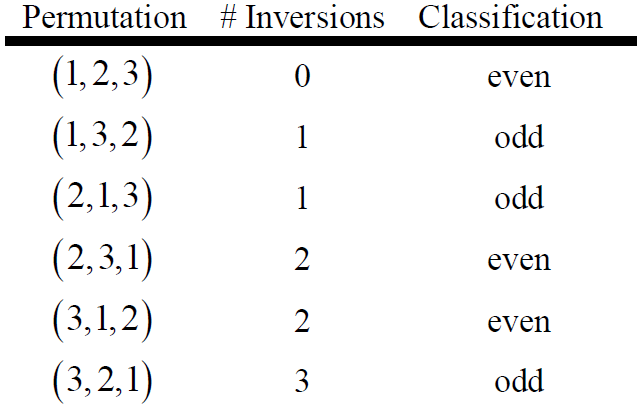 Permutation # Inversions Classification
(1,2,3) 0 even
(1,3,2) 1 odd
(2,1,3) 1 odd
(2,3,1) 2 even
(3,1,2) 2 even
(3,2,1) 3 odd